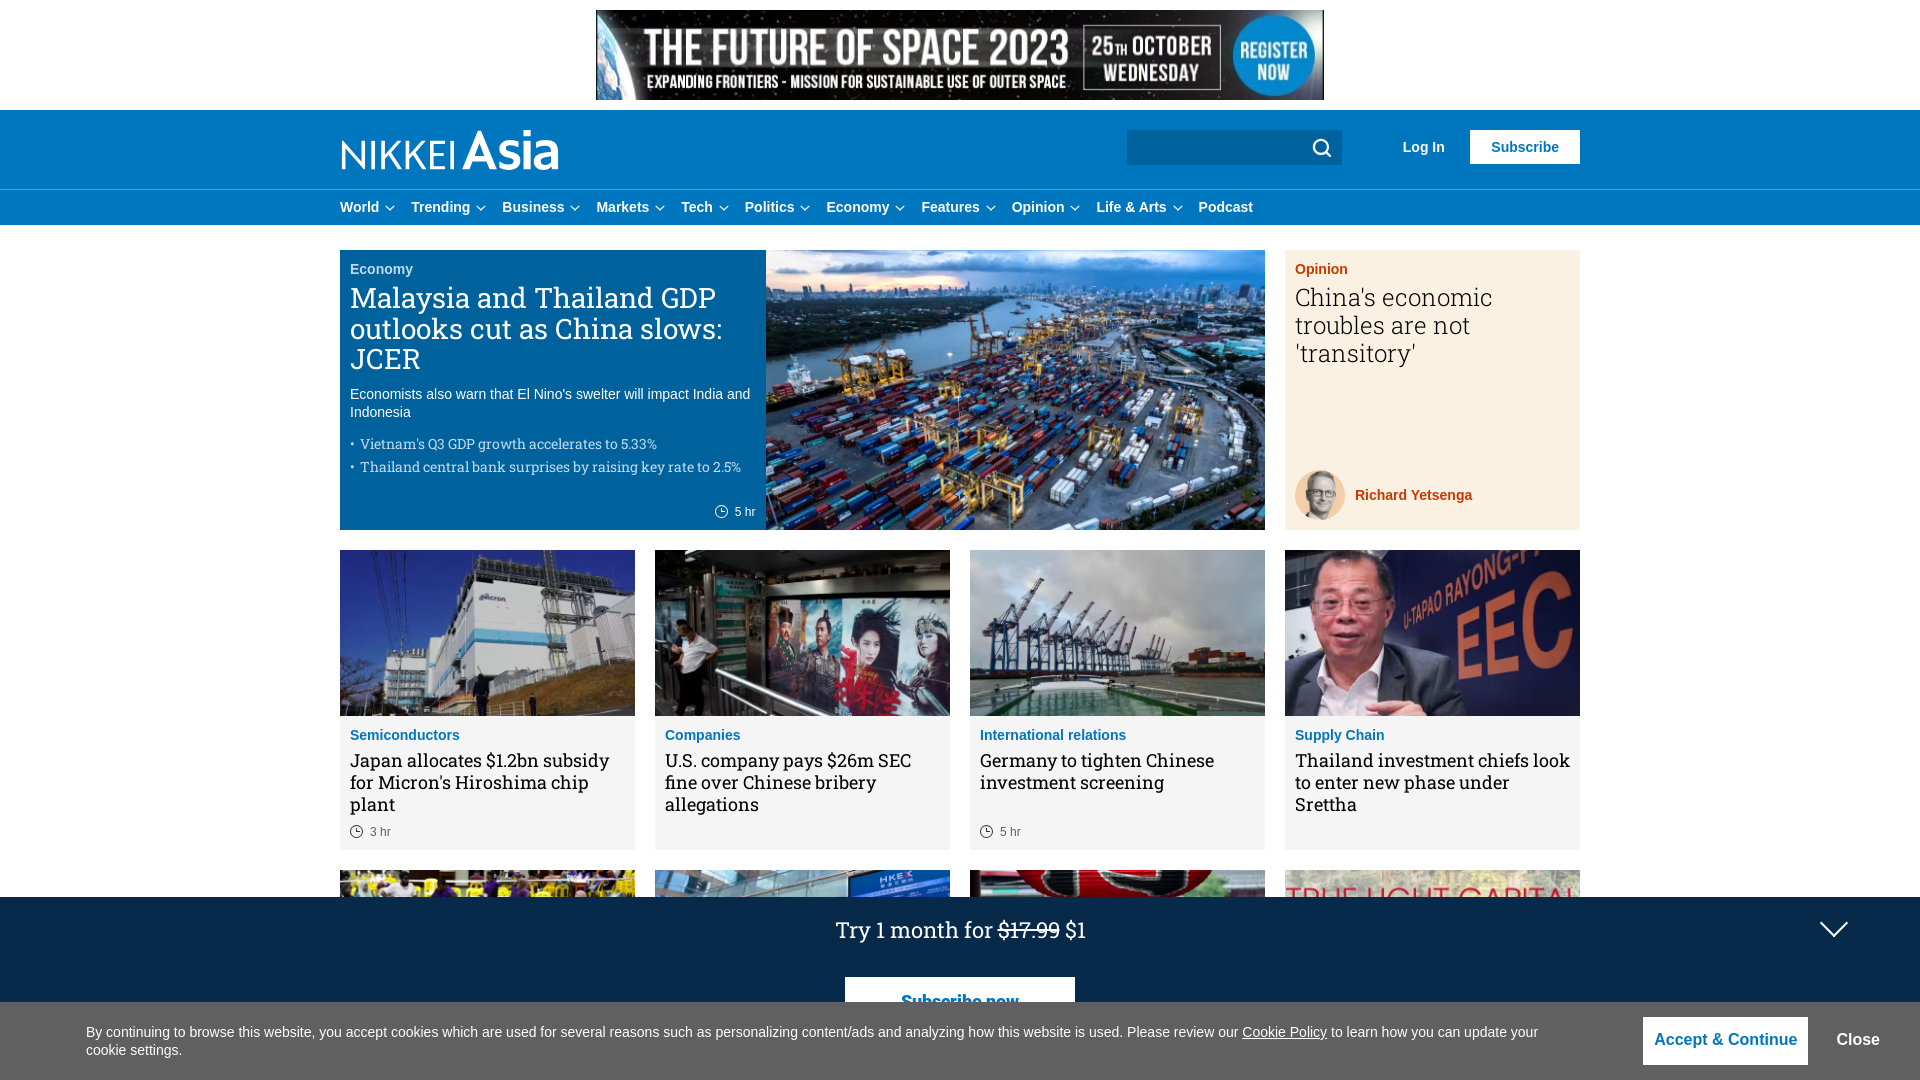 THE FUTURE OF SPACE 2023
EXPANDING FRONTIERS - MISSION FOR SUSTAINABLE USE OF OUTER SPACE
25TH OCTOBER
WEDNESDAY
REGISTER
NOW
NIKKEI Asia
Log In
Subscribe
World
Trending
Business
Markets
Tech
Politics
Economy
Features
Opinion
Life & Arts
Podcast
Economy
Malaysia and Thailand GDP
outlooks cut as China slows:
JCER
Economists also warn that El Nino's swelter will impact India and
Indonesia
• Vietnam's Q3 GDP growth accelerates to 5.33%
• Thailand central bank surprises by raising key rate to 2.5%
5 hr
Opinion
China's economic
troubles are not
'transitory'
Richard Yetsenga
micron
U-TAPAO RAYONG-
EEC
Semiconductors
Japan allocates $1.2bn subsidy
for Micron's Hiroshima chip
plant
3 hr
Companies
U.S. company pays $26m SEC
fine over Chinese bribery
allegations
International relations
Germany to tighten Chinese
investment screening
5 hr
Supply Chain
Thailand investment chiefs look
to enter new phase under
Srettha
HKEX
TRUE LIGHT CAPITAL
Try 1 month for $17.99 $1
Subscribe now
By continuing to browse this website, you accept cookies which are used for several reasons such as personalizing content/ads and analyzing how this website is used. Please review our Cookie Policy to learn how you can update your
cookie settings.
Accept & Continue
Close